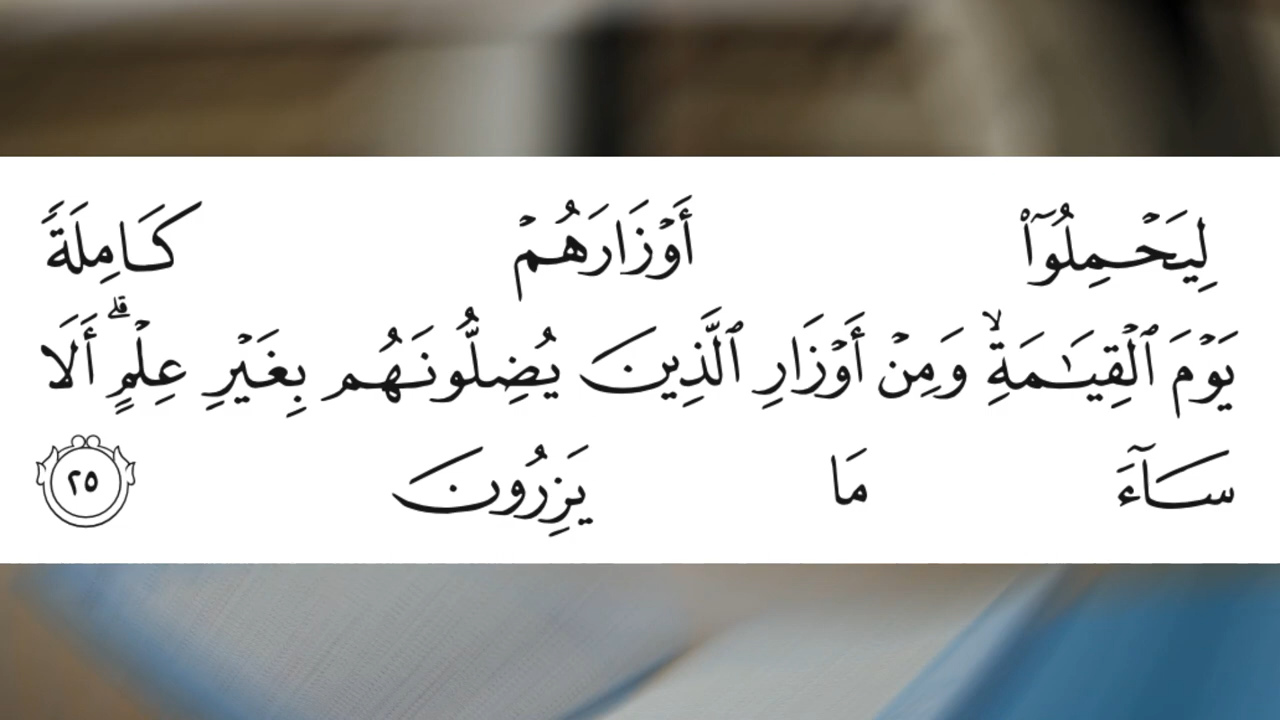 لِيَحْمِلُوٓا۟ أَوْزَارَهُمْ كَامِلَةً
يَوْمَ ٱلْقِيَـٰمَةِ ۙ وَمِنْ أَوْزَارِ ٱلَّذِينَ يُضِلُّونَهُم بِغَيْرِ عِلْمٍ ۗ أَلَا
سَآءَ مَا يَزِرُونَ ٢٥